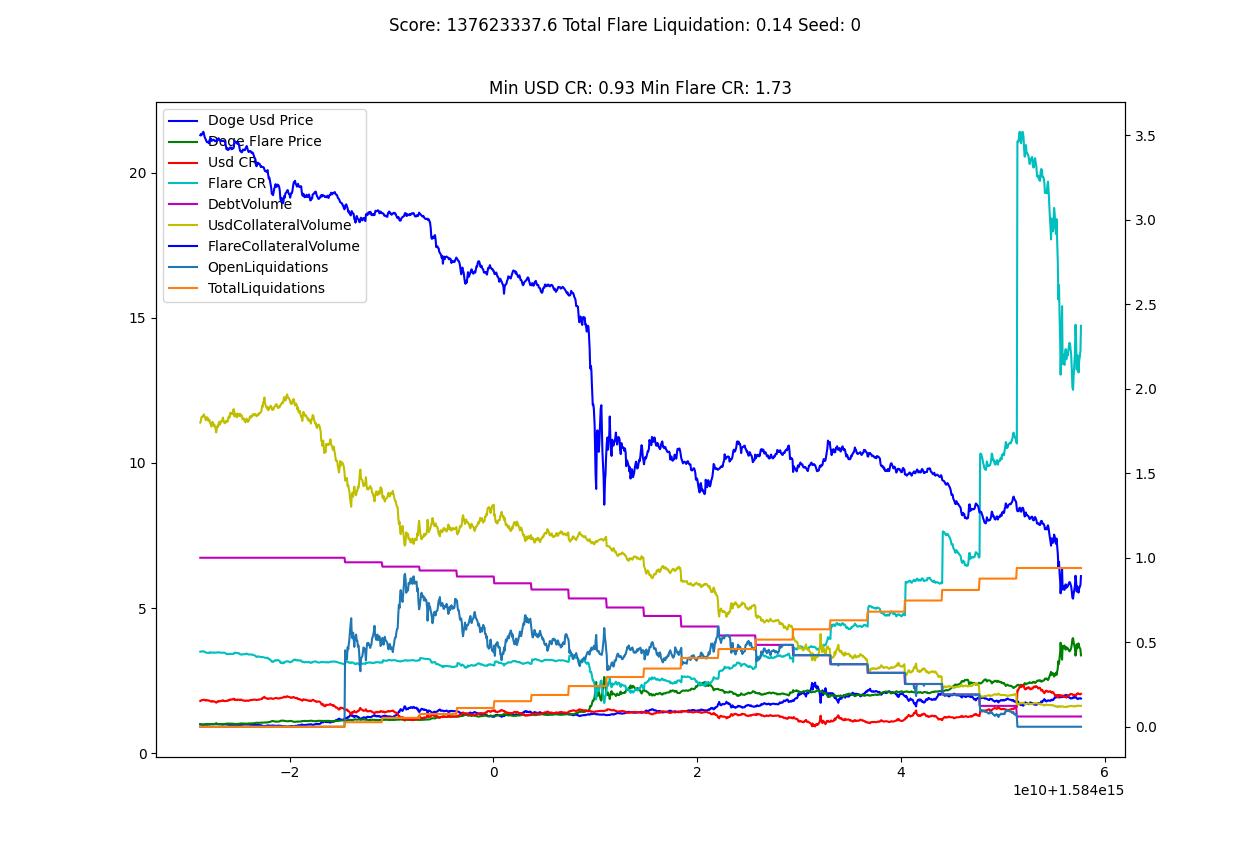 Score: 137623337.6 Total Flare Liquidation: 0.14 Seed: 0
Min USD CR: 0.93 Min Flare CR: 1.73
Doge Usd Price
Doge Flare Price
Usd CR
Flare CR
DebtVolume
UsdCollateralVolume
FlareCollateralVolume
OpenLiquidations
TotalLiquidations
20
15
10
5
0
3.5
3.0
2.5
2.0
1.5
1.0
0.5
0.0
−2
0
2
4
6
1e10+1.584e15